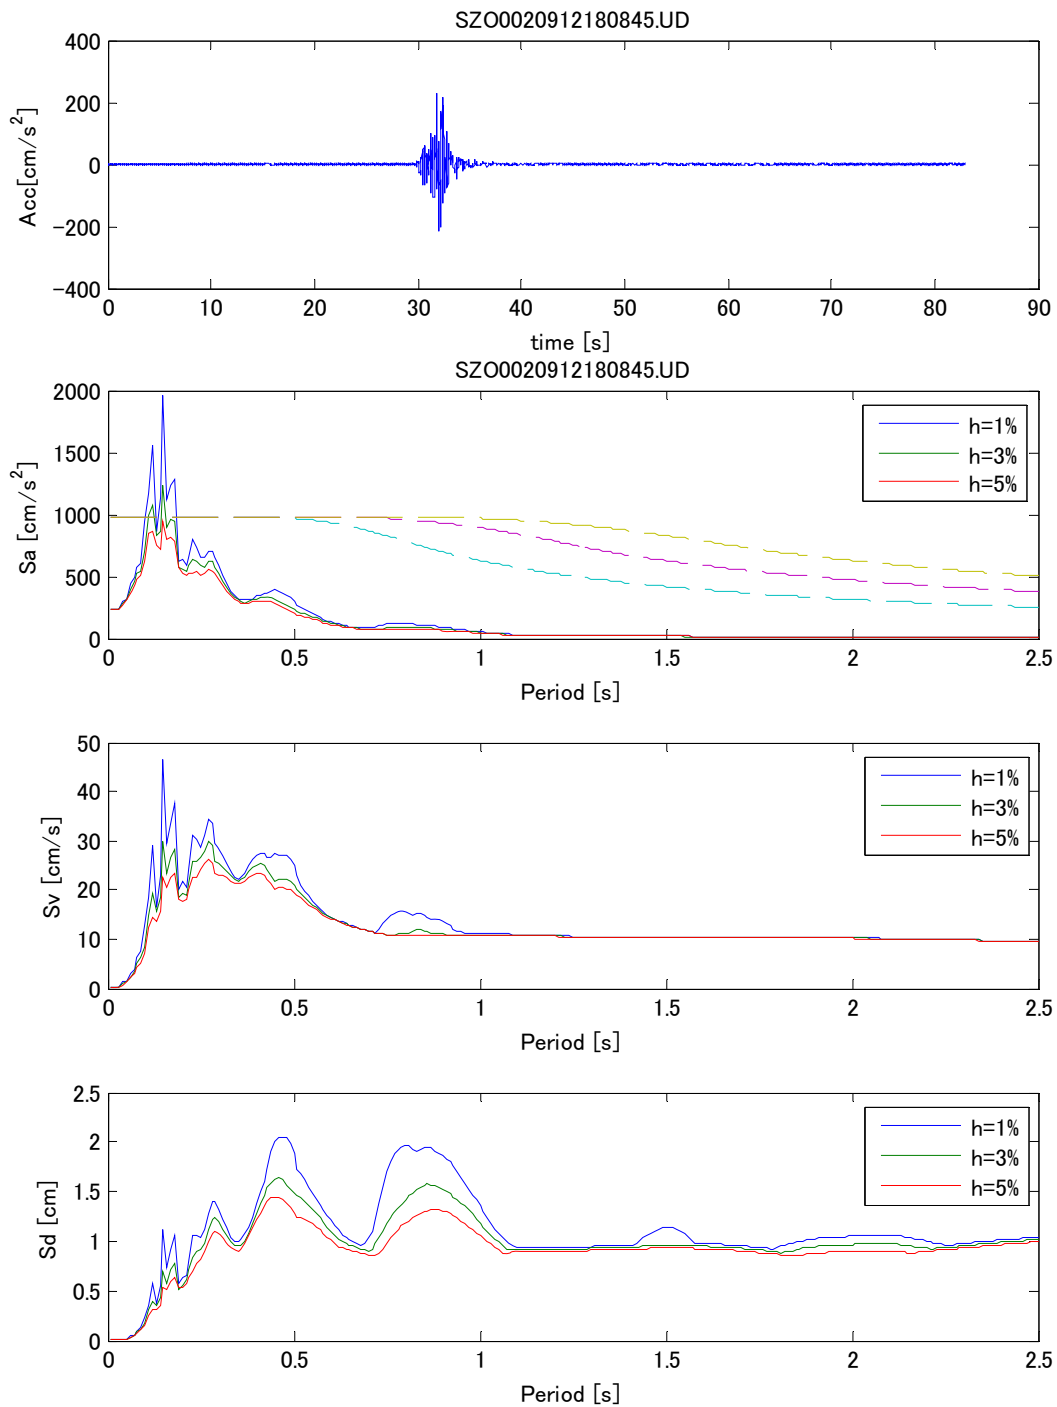 SZO0020912180845.UD
400
200
0
−200
−400
Acc[cm/s²]
0 10 20 30 40 50 60 70 80 90
time [s]
SZO0020912180845.UD
2000
1500
1000
500
0
Sa [cm/s²]
h=1%
h=3%
h=5%
0 0.5 1 1.5 2 2.5
Period [s]
50
40
30
20
10
0
Sv [cm/s]
h=1%
h=3%
h=5%
0 0.5 1 1.5 2 2.5
Period [s]
2.5
2
1.5
1
0.5
0
Sd [cm]
h=1%
h=3%
h=5%
0 0.5 1 1.5 2 2.5
Period [s]